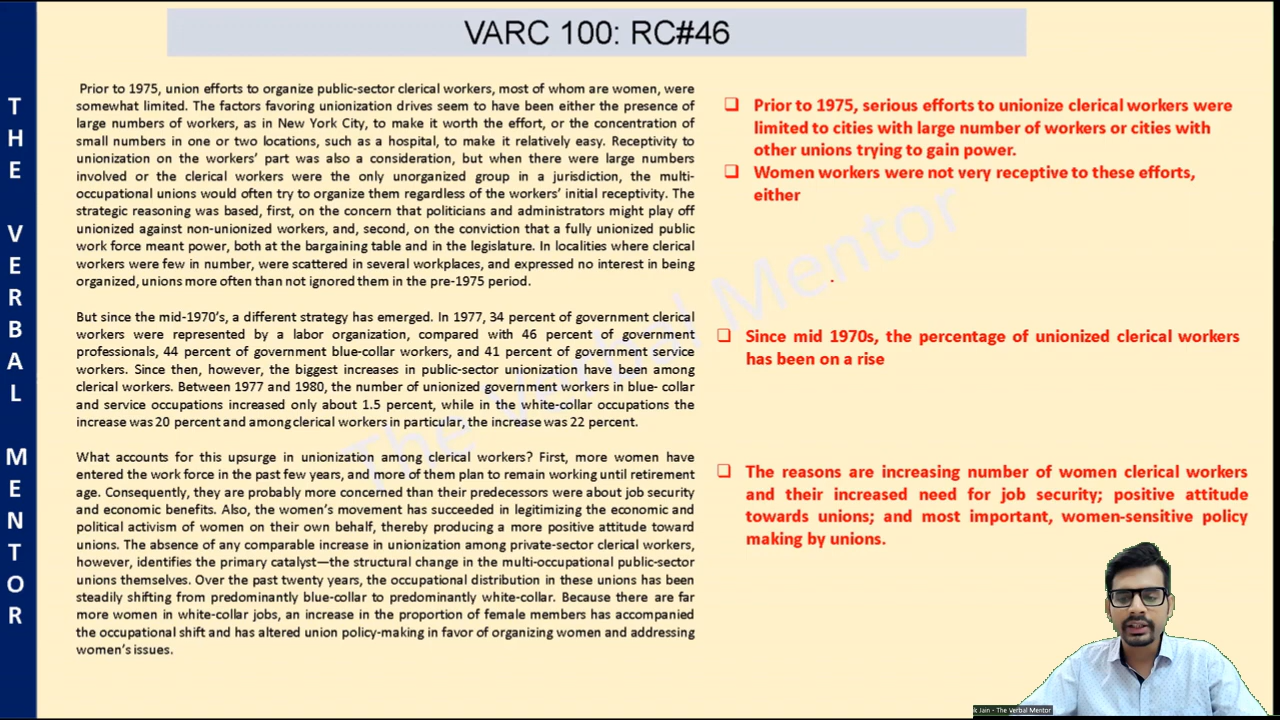 VARC 100: RC#46
THE VERBAL MENTOR
Prior to 1975, union efforts to organize public-sector clerical workers, most of whom are women, were
somewhat limited. The factors favoring unionization drives seem to have been either the presence of
large numbers of workers, as in New York City, to make it worth the effort, or the concentration of
small numbers in one or two locations, such as a hospital, to make it relatively easy. Receptivity to
unionization on the workers' part was also a consideration, but when there were large numbers
involved or the clerical workers were the only unorganized group in a jurisdiction, the multi-
occupational unions would often try to organize them regardless of the workers' initial receptivity. The
strategic reasoning was based, first, on the concern that politicians and administrators might play off
unionized against non-unionized workers, and, second, on the conviction that a fully unionized public
work force meant power, both at the bargaining table and in the legislature. In localities where clerical
workers were few in number, were scattered in several workplaces, and expressed no interest in being
organized, unions more often than not ignored them in the pre-1975 period.
But since the mid-1970's, a different strategy has emerged. In 1977, 34 percent of government clerical
workers were represented by a labor organization, compared with 46 percent of government
professionals, 44 percent of government blue-collar workers, and 41 percent of government service
workers. Since then, however, the biggest increases in public-sector unionization have been among
clerical workers. Between 1977 and 1980, the number of unionized government workers in blue- collar
and service occupations increased only about 1.5 percent, while in the white-collar occupations the
increase was 20 percent and among clerical workers in particular, the increase was 22 percent.
What accounts for this upsurge in unionization among clerical workers? First, more women have
entered the work force in the past few years, and more of them plan to remain working until retirement
age. Consequently, they are probably more concerned than their predecessors were about job security
and economic benefits. Also, the women's movement has succeeded in legitimizing the economic and
political activism of women on their own behalf, thereby producing a more positive attitude toward
unions. The absence of any comparable increase in unionization among private-sector clerical workers,
however, identifies the primary catalyst—the structural change in the multi-occupational public-sector
unions themselves. Over the past twenty years, the occupational distribution in these unions has been
steadily shifting from predominantly blue-collar to predominantly white-collar. Because there are far
more women in white-collar jobs, an increase in the proportion of female members has accompanied
the occupational shift and has altered union policy-making in favor of organizing women and addressing
women's issues.
Prior to 1975, serious efforts to unionize clerical workers were
limited to cities with large number of workers or cities with
other unions trying to gain power.
Women workers were not very receptive to these efforts,
either
Since mid 1970s, the percentage of unionized clerical workers
has been on a rise
The reasons are increasing number of women clerical workers
and their increased need for job security; positive attitude
towards unions; and most important, women-sensitive policy
making by unions.
The Verbal Mentor
Jain - The Verbal Mentor